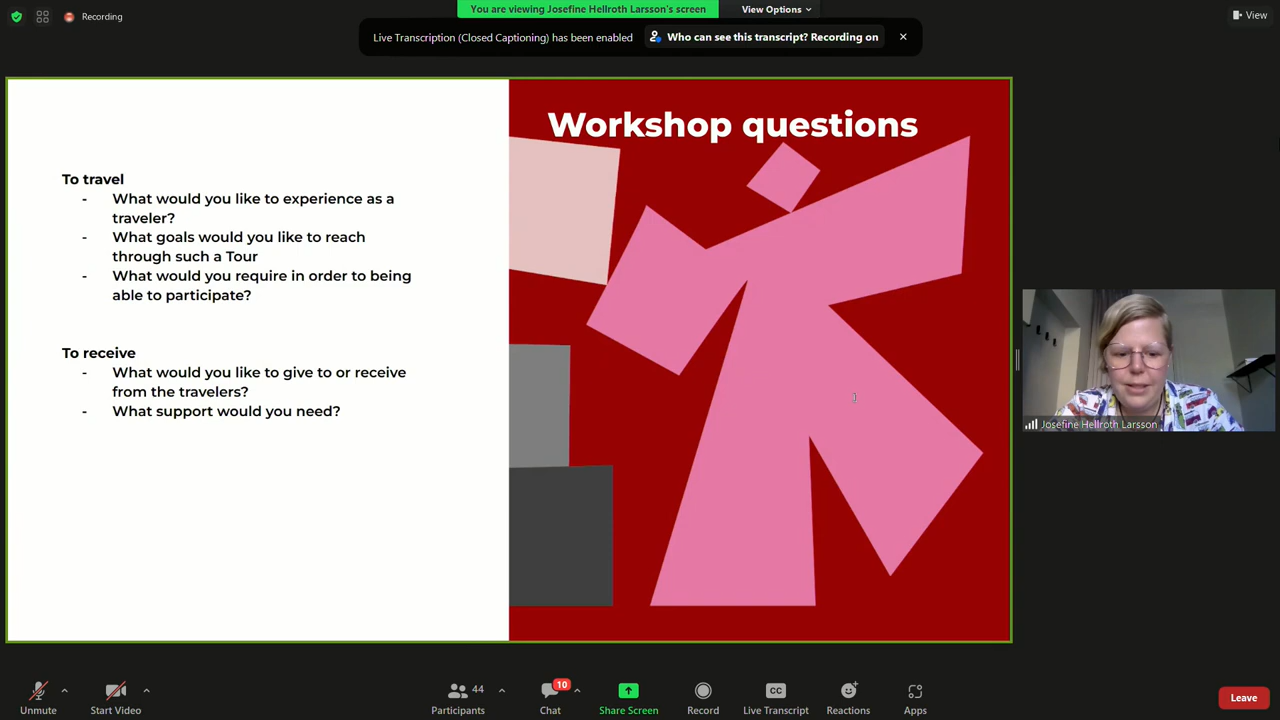 You are viewing Josefine Hellroth Larsson's screen
View Options
Recording
View
Live Transcription (Closed Captioning) has been enabled
Who can see this transcript? Recording on
Workshop questions
To travel
- What would you like to experience as a
traveler?
- What goals would you like to reach
through such a Tour
- What would you require in order to being
able to participate?
To receive
- What would you like to give to or receive
from the travelers?
- What support would you need?
Josefine Hellroth Larsson
Unmute
Start Video
44
Participants
10
Chat
Share Screen
Record
CC
Live Transcript
Reactions
Apps
Leave